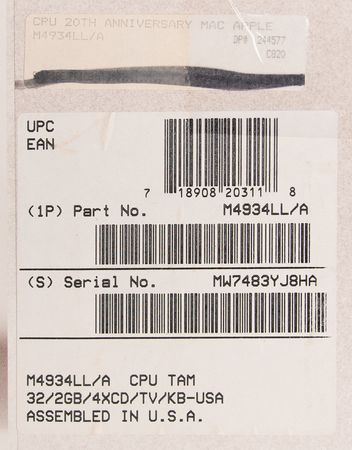 CPU 20TH ANNIVERSARY MAC APPLE
M4934LL/A
DP# 244577
C020
UPC
EAN
7 18908 20311 8
(1P) Part No. M4934LL/A
(S) Serial No. MW7483YJ8HA
M4934LL/A CPU TAM
32/2GB/4XCD/TV/KB-USA
ASSEMBLED IN U.S.A.